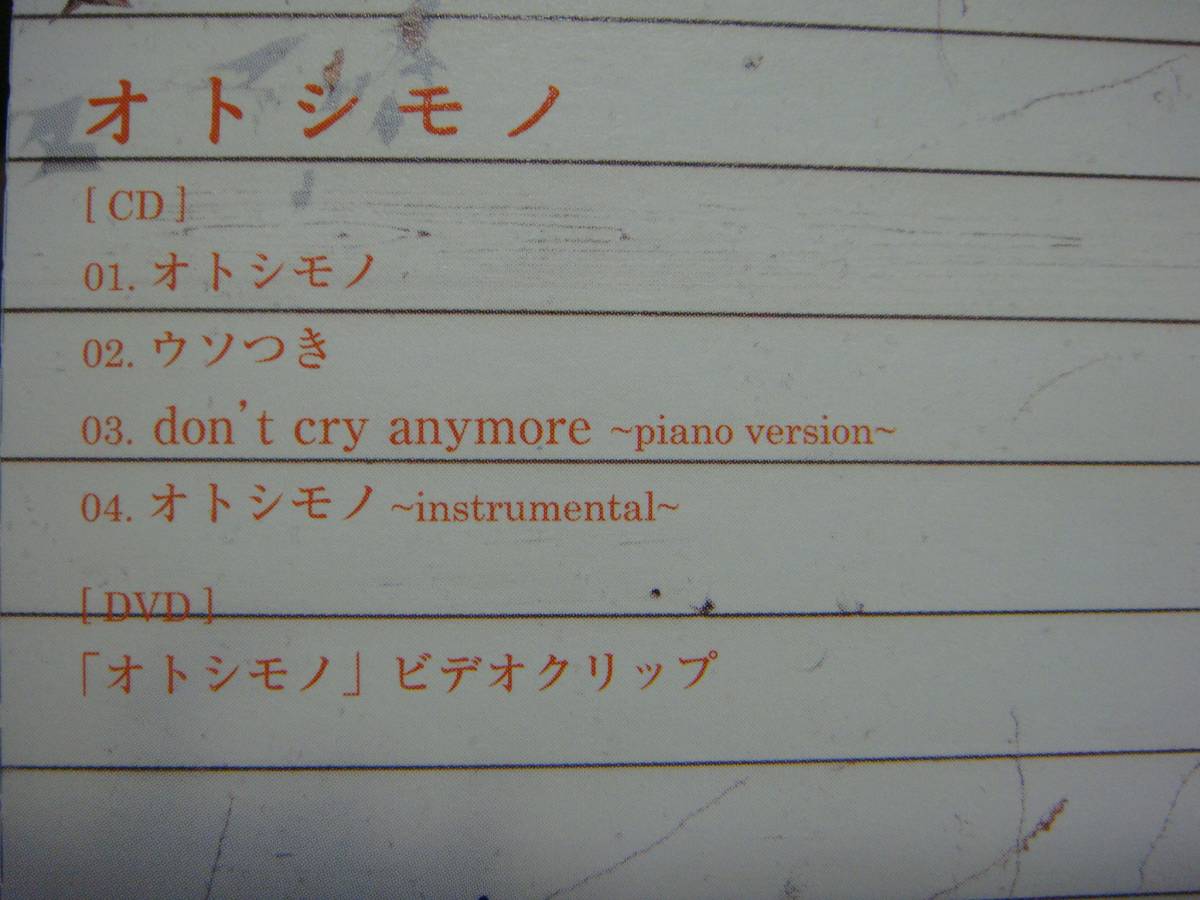 オトシモノ
[ CD ]
01. オトシモノ
02. ウソつき
03. don't cry anymore ~piano version~
04. オトシモノ ~instrumental~
[ DVD ]
「オトシモノ」ビデオクリップ